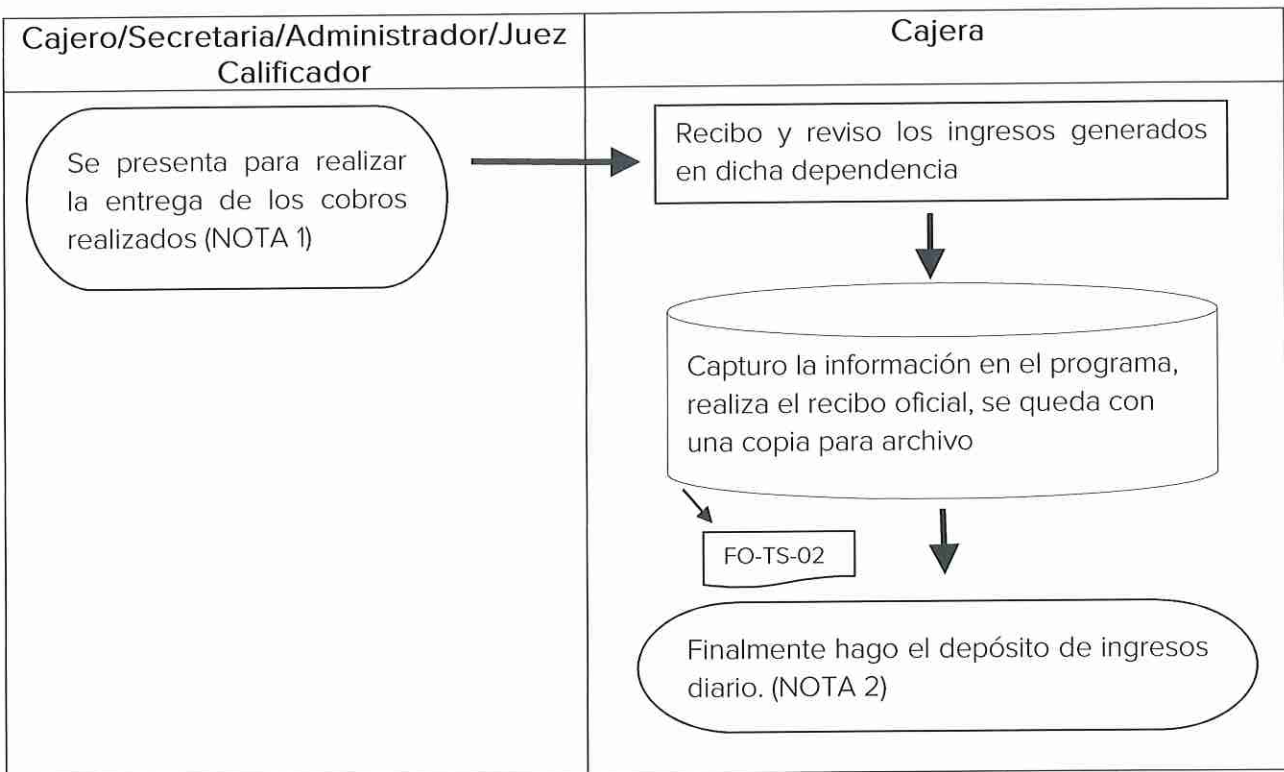 Cajero/Secretaria/Administrador/Juez
Calificador
Cajera
Se presenta para realizar
la entrega de los cobros
realizados (NOTA 1)
Recibo y reviso los ingresos generados
en dicha dependencia
Capturo la información en el programa,
realiza el recibo oficial, se queda con
una copia para archivo
FO-TS-02
Finalmente hago el depósito de ingresos
diario. (NOTA 2)